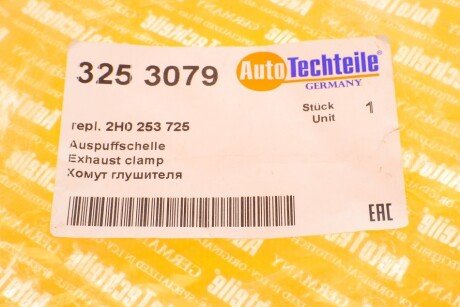 325 3079
AutoTechteile®
GERMANY
Stück
Unit 1
repl. 2H0 253 725
Auspuffschelle
Exhaust clamp
Хомут глушителя
EAC